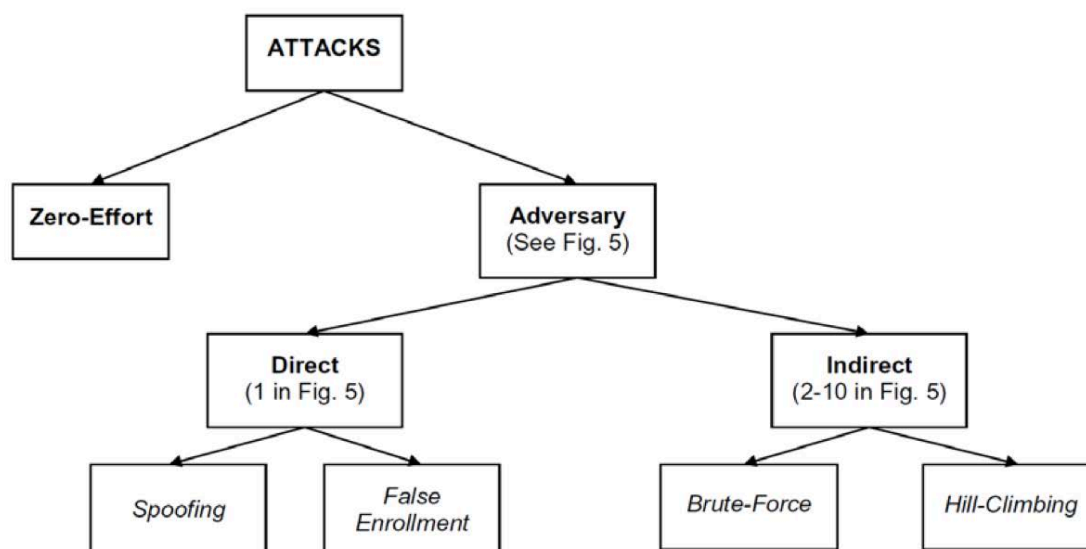 ATTACKS
Zero-Effort
Adversary
(See Fig. 5)
Direct
(1 in Fig. 5)
Indirect
(2-10 in Fig. 5)
Spoofing
False
Enrollment
Brute-Force
Hill-Climbing